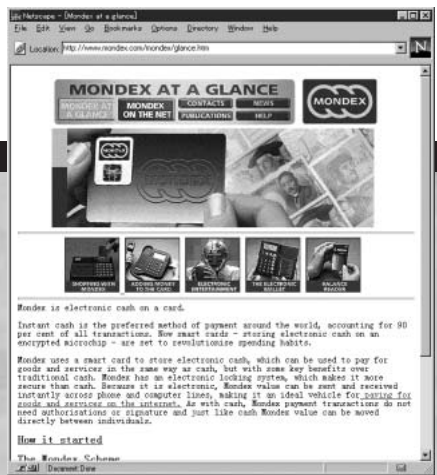 Netscape - [Mondex at a glance]
File Edit View Go Bookmarks Options Directory Window Help
Location: http://www.mondex.com/mondex/glance.htm
N
MONDEX AT A GLANCE
MONDEX AT A GLANCE
MONDEX ON THE NET
CONTACTS
NEWS
PUBLICATIONS
HELP
MONDEX
SHOPPING WITH MONDEX
ADDING MONEY TO THE CARD
ELECTRONIC ENTERTAINMENT
THE ELECTRONIC WALLET
BALANCE READER
Mondex is electronic cash on a card.
Instant cash is the preferred method of payment around the world, accounting for 90
per cent of all transactions. Now smart cards - storing electronic cash on an
encrypted microchip - are set to revolutionise spending habits.
Mondex uses a smart card to store electronic cash, which can be used to pay for
goods and services in the same way as cash, but with some key benefits over
traditional cash. Mondex has an electronic locking system, which makes it more
secure than cash. Because it is electronic, Mondex value can be sent and received
instantly across phone and computer lines, making it an ideal vehicle for paying for
goods and services on the internet. As with cash, Mondex payment transactions do not
need authorisations or signature and just like cash Mondex value can be moved
directly between individuals.
How it started
The Mondex Scheme
Document: Done